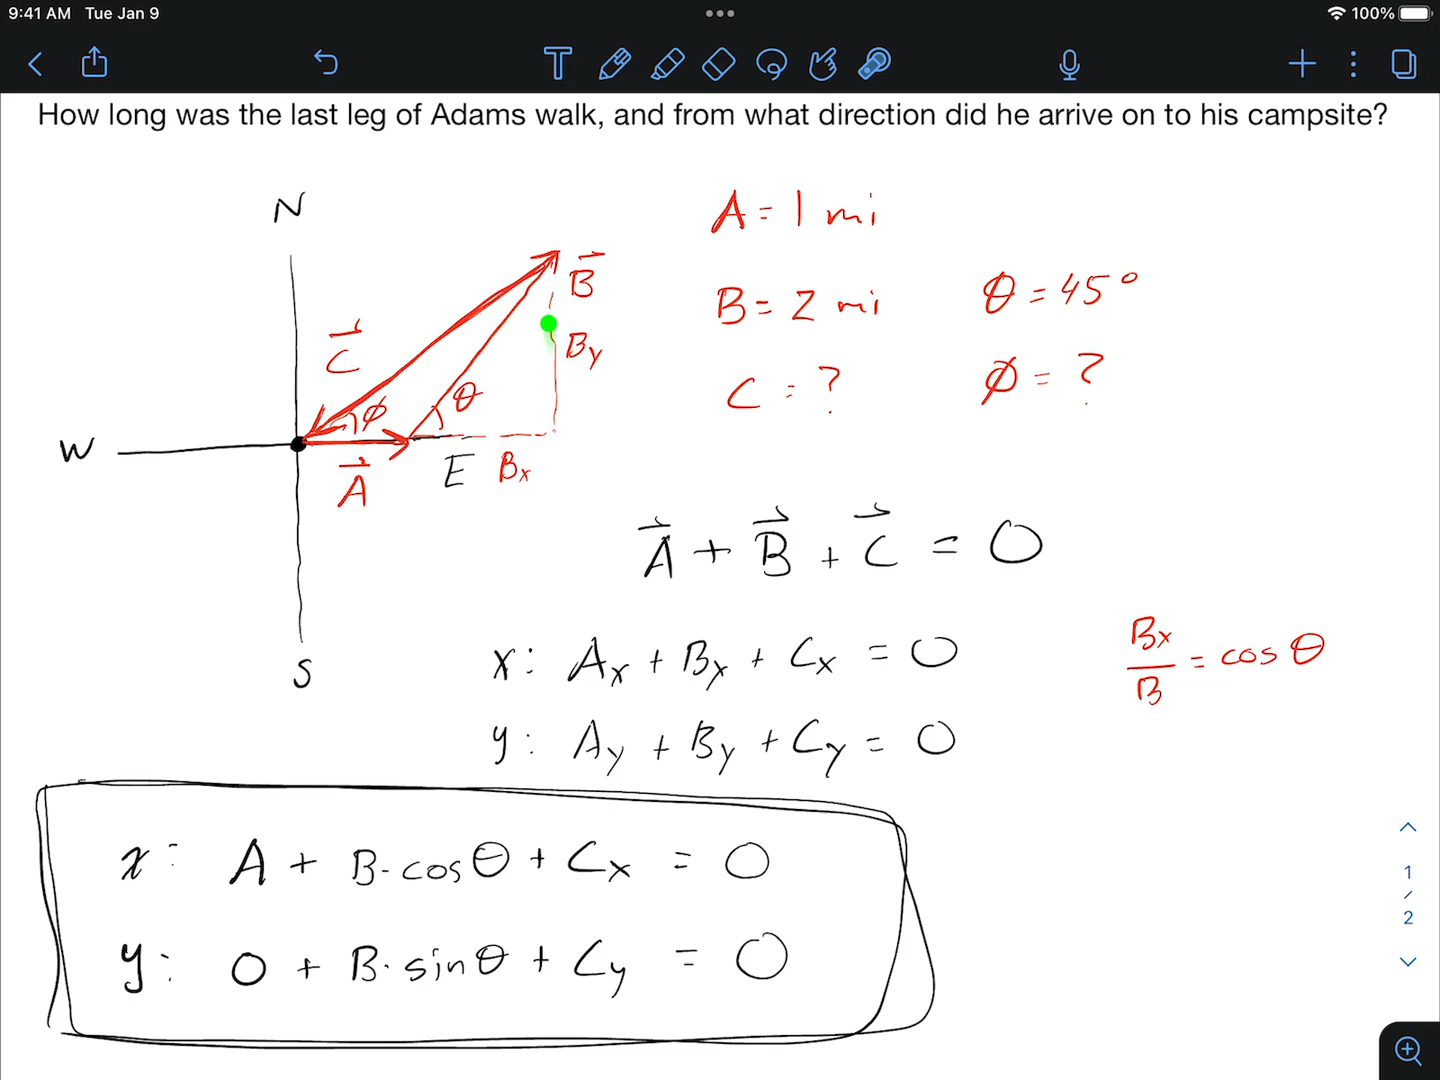 9:41 AM Tue Jan 9
100%
How long was the last leg of Adams walk, and from what direction did he arrive on to his campsite?
N
A = 1 mi
B
B = 2 mi
θ = 45°
C
By
C = ?
ϕ = ?
ϕ
θ
W
A
E
Bx
A + B + C = 0
S
x: Ax + Bx + Cx = 0
Bx/B = cos θ
y: Ay + By + Cy = 0
x: A + B·cosθ + Cx = 0
y: 0 + B·sinθ + Cy = 0
1
/
2